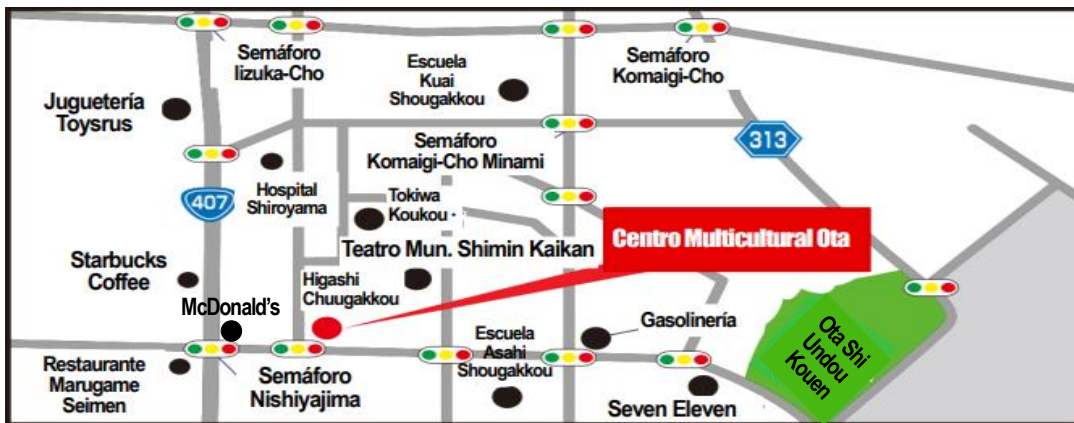 Semáforo
Iizuka-Cho
Escuela
Kuai
Shougakkou
Semáforo
Komaigi-Cho
Juguetería
Toysrus
313
Semáforo
Komaigi-Cho Minami
Hospital
Shiroyama
407
Tokiwa
Koukou
Centro Multicultural Ota
Teatro Mun. Shimin Kaikan
Starbucks
Coffee
Higashi
Chuugakkou
McDonald's
Gasolinería
Ota Shi
Undou
Kouen
Escuela
Asahi
Shougakkou
Restaurante
Marugame
Seimen
Semáforo
Nishiyajima
Seven Eleven